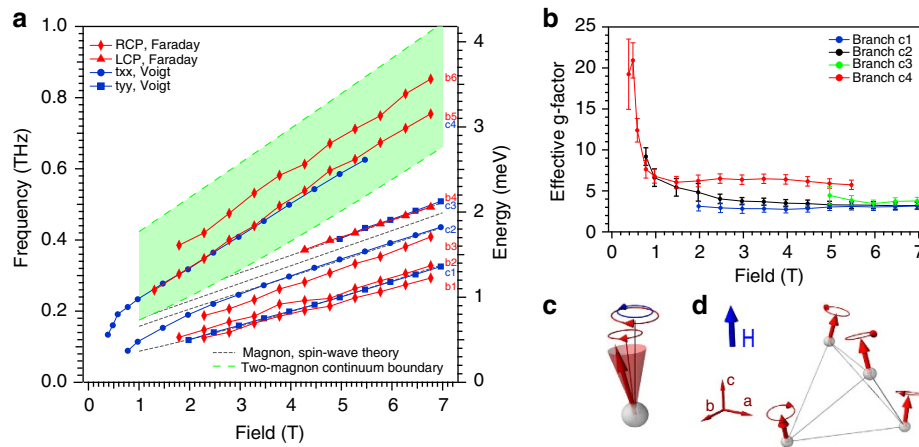 a
1.0
0.8
0.6
0.4
0.2
0.0
Frequency (THz)
RCP, Faraday
LCP, Faraday
txx, Voigt
tyy, Voigt
b6
b5
c4
b4
c3
c2
b3
b2
c1
b1
Magnon, spin-wave theory
Two-magnon continuum boundary
0 1 2 3 4 5 6 7
Field (T)
4
3
2
1
0
Energy (meV)
b
25
20
15
10
5
0
Effective g-factor
Branch c1
Branch c2
Branch c3
Branch c4
0 1 2 3 4 5 6 7
Field (T)
c
H
c
b
a
d